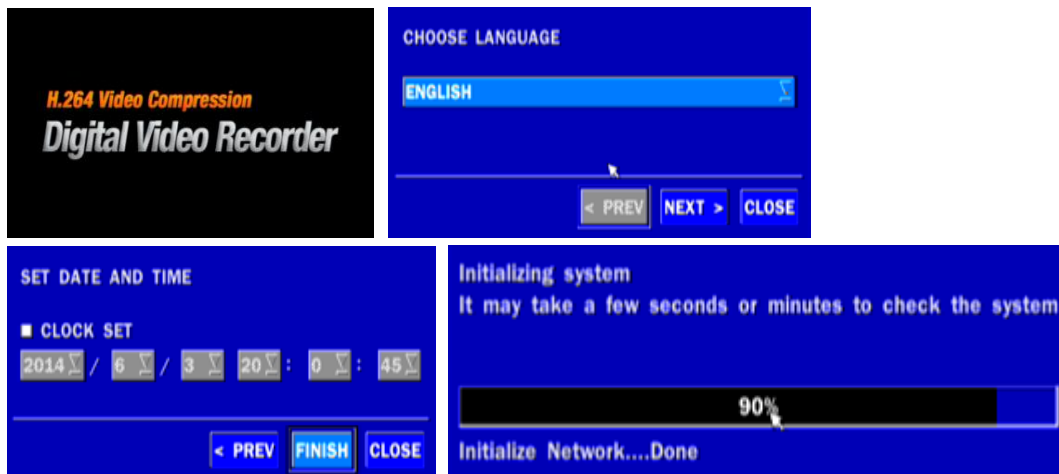 H.264 Video Compression
Digital Video Recorder
CHOOSE LANGUAGE
ENGLISH
< PREV NEXT > CLOSE
SET DATE AND TIME
CLOCK SET
2014 / 6 / 3 20 : 0 : 45
< PREV FINISH CLOSE
Initializing system
It may take a few seconds or minutes to check the system
90%
Initialize Network....Done